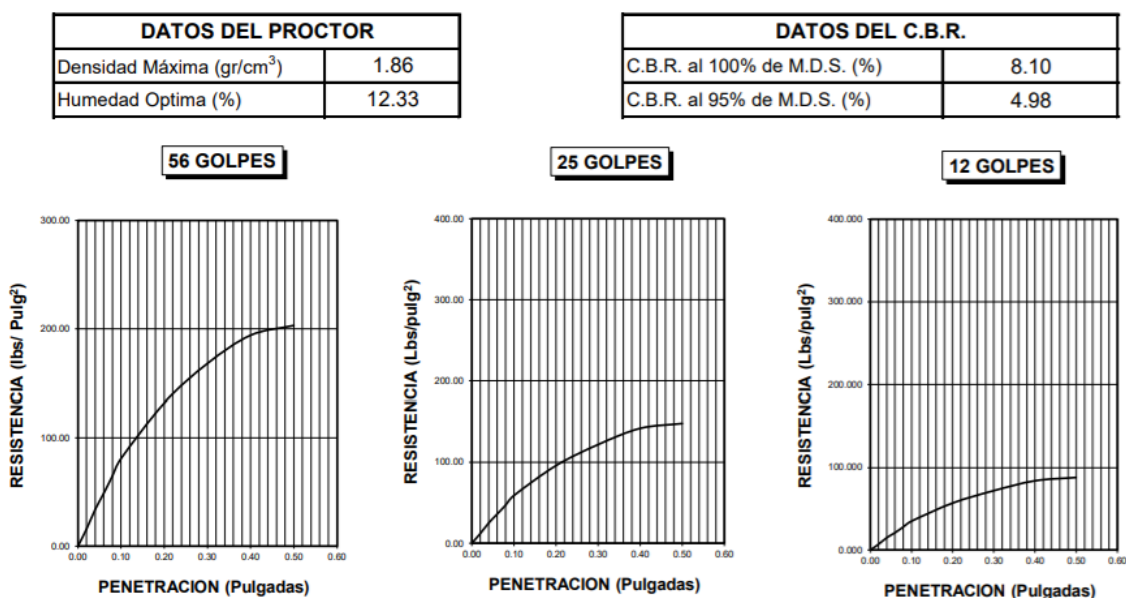 DATOS DEL PROCTOR
Densidad Máxima (gr/cm³) 1.86
Humedad Optima (%) 12.33
DATOS DEL C.B.R.
C.B.R. al 100% de M.D.S. (%) 8.10
C.B.R. al 95% de M.D.S. (%) 4.98
56 GOLPES
RESISTENCIA (lbs/ Pulg²)
300.00
200.00
100.00
0.00
0.00 0.10 0.20 0.30 0.40 0.50 0.60
PENETRACION (Pulgadas)
25 GOLPES
RESISTENCIA (Lbs/pulg²)
400.00
300.00
200.00
100.00
0.00
0.00 0.10 0.20 0.30 0.40 0.50 0.60
PENETRACION (Pulgadas)
12 GOLPES
RESISTENCIA (Lbs/pulg²)
400.000
300.000
200.000
100.000
0.000
0.00 0.10 0.20 0.30 0.40 0.50 0.60
PENETRACION (Pulgadas)